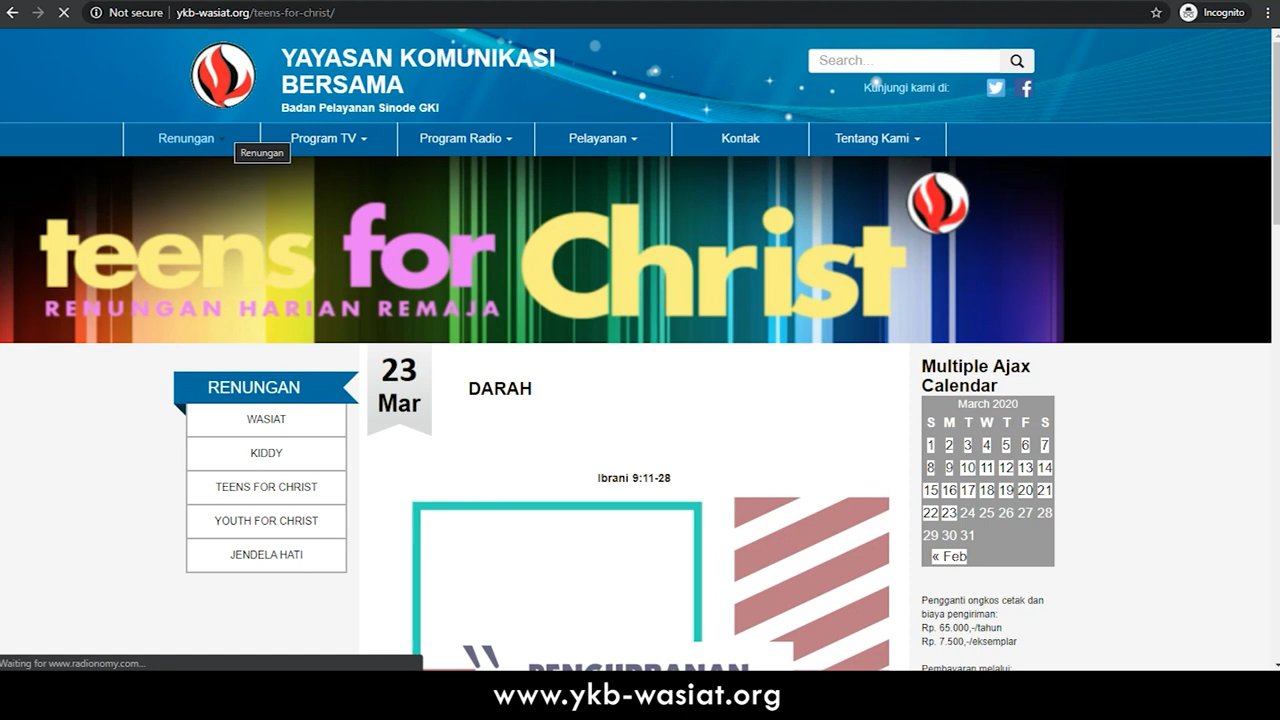 Not secure
ykb-wasiat.org/teens-for-christ/
Incognito
YAYASAN KOMUNIKASI
BERSAMA
Badan Pelayanan Sinode GKI
Search...
Kunjungi kami di:
Renungan
Program TV
Program Radio
Pelayanan
Kontak
Tentang Kami
Renungan
teens for Christ
RENUNGAN HARIAN REMAJA
RENUNGAN
WASIAT
KIDDY
TEENS FOR CHRIST
YOUTH FOR CHRIST
JENDELA HATI
23
Mar
DARAH
Ibrani 9:11-28
PENGURBANAN
Multiple Ajax
Calendar
March 2020
S M T W T F S
1 2 3 4 5 6 7
8 9 10 11 12 13 14
15 16 17 18 19 20 21
22 23 24 25 26 27 28
29 30 31
« Feb
Pengganti ongkos cetak dan
biaya pengiriman:
Rp. 65.000,-/tahun
Rp. 7.500,-/eksemplar
Pembayaran melalui:
Waiting for www.radionomy.com...
www.ykb-wasiat.org